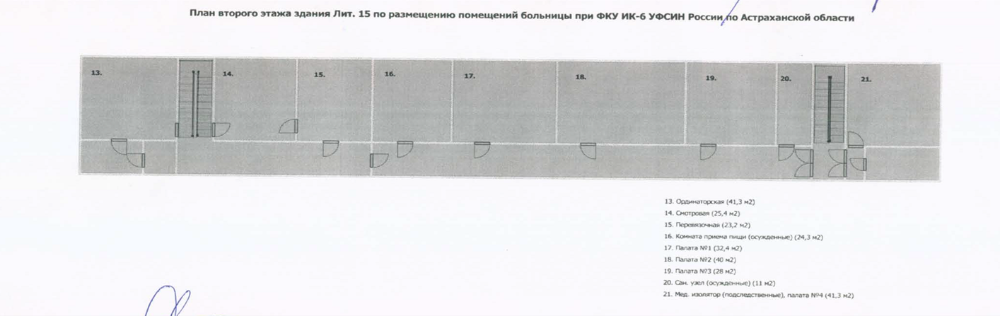 План второго этажа здания Лит. 15 по размещению помещений больницы при ФКУ ИК-6 УФСИН России по Астраханской области
13.
14.
15.
16.
17.
18.
19.
20.
21.
13. Ординаторская (41,3 м2)
14. Смотровая (25,4 м2)
15. Перевязочная (23,2 м2)
16. Комната приема пищи (осужденные) (24,3 м2)
17. Палата №1 (32,4 м2)
18. Палата №2 (40 м2)
19. Палата №3 (28 м2)
20. Сан. узел (осужденные) (11 м2)
21. Мед. изолятор (подследственные), палата №4 (41,3 м2)